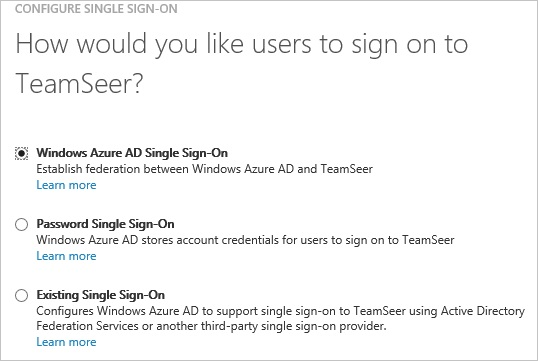 CONFIGURE SINGLE SIGN-ON
How would you like users to sign on to
TeamSeer?
Windows Azure AD Single Sign-On
Establish federation between Windows Azure AD and TeamSeer
Learn more
Password Single Sign-On
Windows Azure AD stores account credentials for users to sign on to TeamSeer
Learn more
Existing Single Sign-On
Configures Windows Azure AD to support single sign-on to TeamSeer using Active Directory
Federation Services or another third-party single sign-on provider.
Learn more